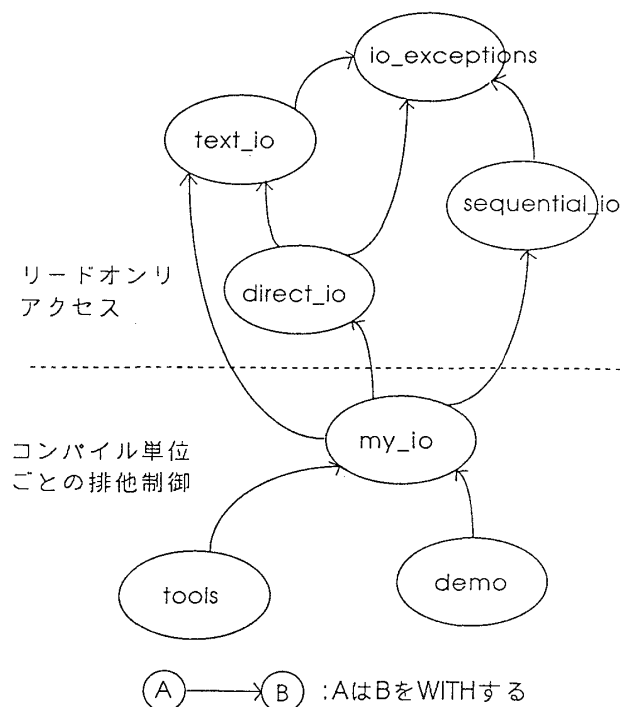 io_exceptions
text_io
sequential_io
direct_io
リードオンリ
アクセス
my_io
コンパイル単位
ごとの排他制御
tools
demo
A B :AはBをWITHする